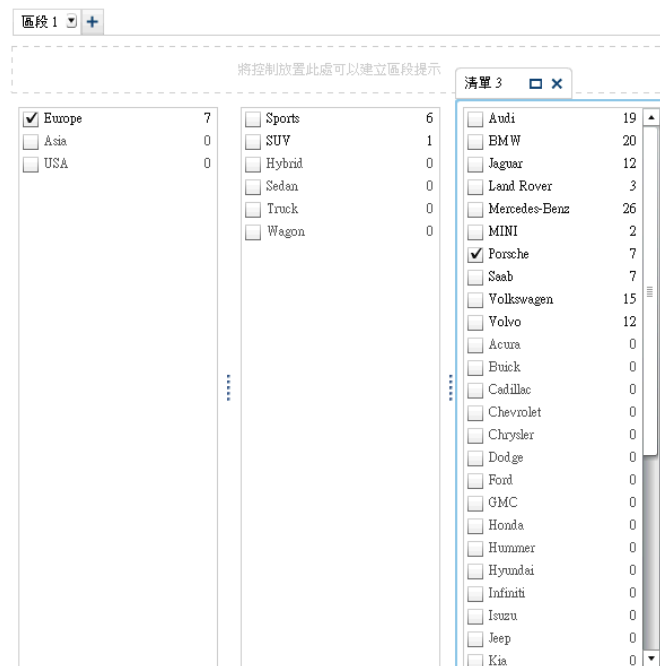 區段 1
將控制放置此處可以建立區段提示
清單 3
Europe 7
Asia 0
USA 0
Sports 6
SUV 1
Hybrid 0
Sedan 0
Truck 0
Wagon 0
Audi 19
BMW 20
Jaguar 12
Land Rover 3
Mercedes-Benz 26
MINI 2
Porsche 7
Saab 7
Volkswagen 15
Volvo 12
Acura 0
Buick 0
Cadillac 0
Chevrolet 0
Chrysler 0
Dodge 0
Ford 0
GMC 0
Honda 0
Hummer 0
Hyundai 0
Infiniti 0
Isuzu 0
Jeep 0
Kia 0